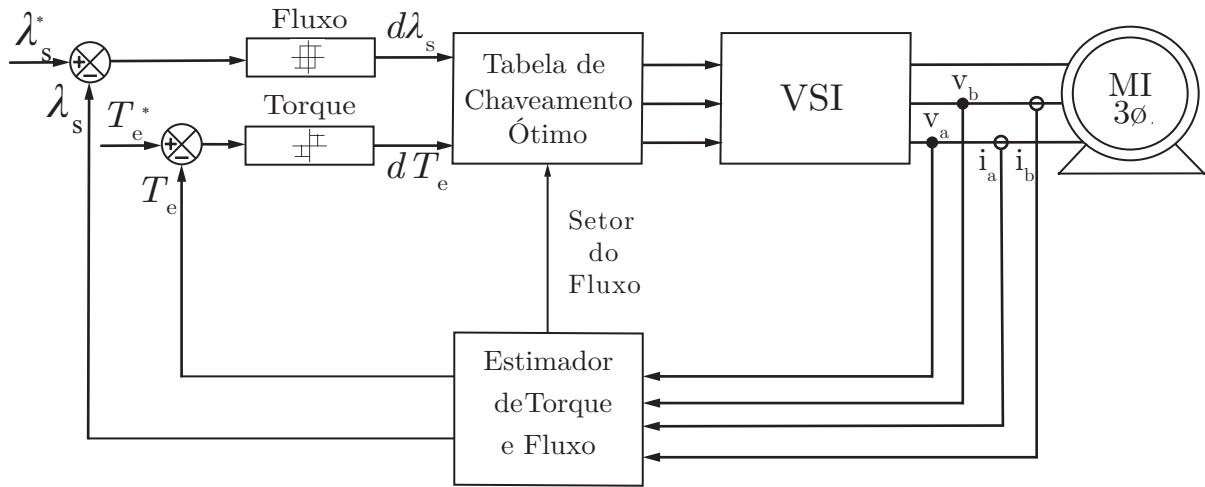 Fluxo
λs*
dλs
+
−
Tabela de
Chaveamento
Ótimo
VSI
MI
3ø.
λs
Te*
Torque
+
−
dTe
Te
vb
va
ia
ib
Setor
do
Fluxo
Estimador
deTorque
e Fluxo